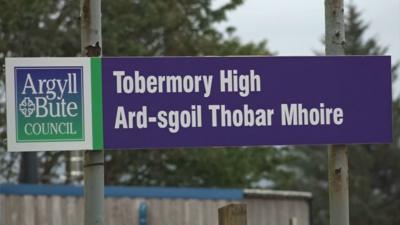 Argyll
&Bute
COUNCIL
Tobermory High
Ard-sgoil Thobar Mhoire